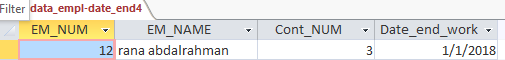 Filter data_empl-date_end4
EM_NUM EM_NAME Cont_NUM Date_end_work
12 rana abdalrahman 3 1/1/2018